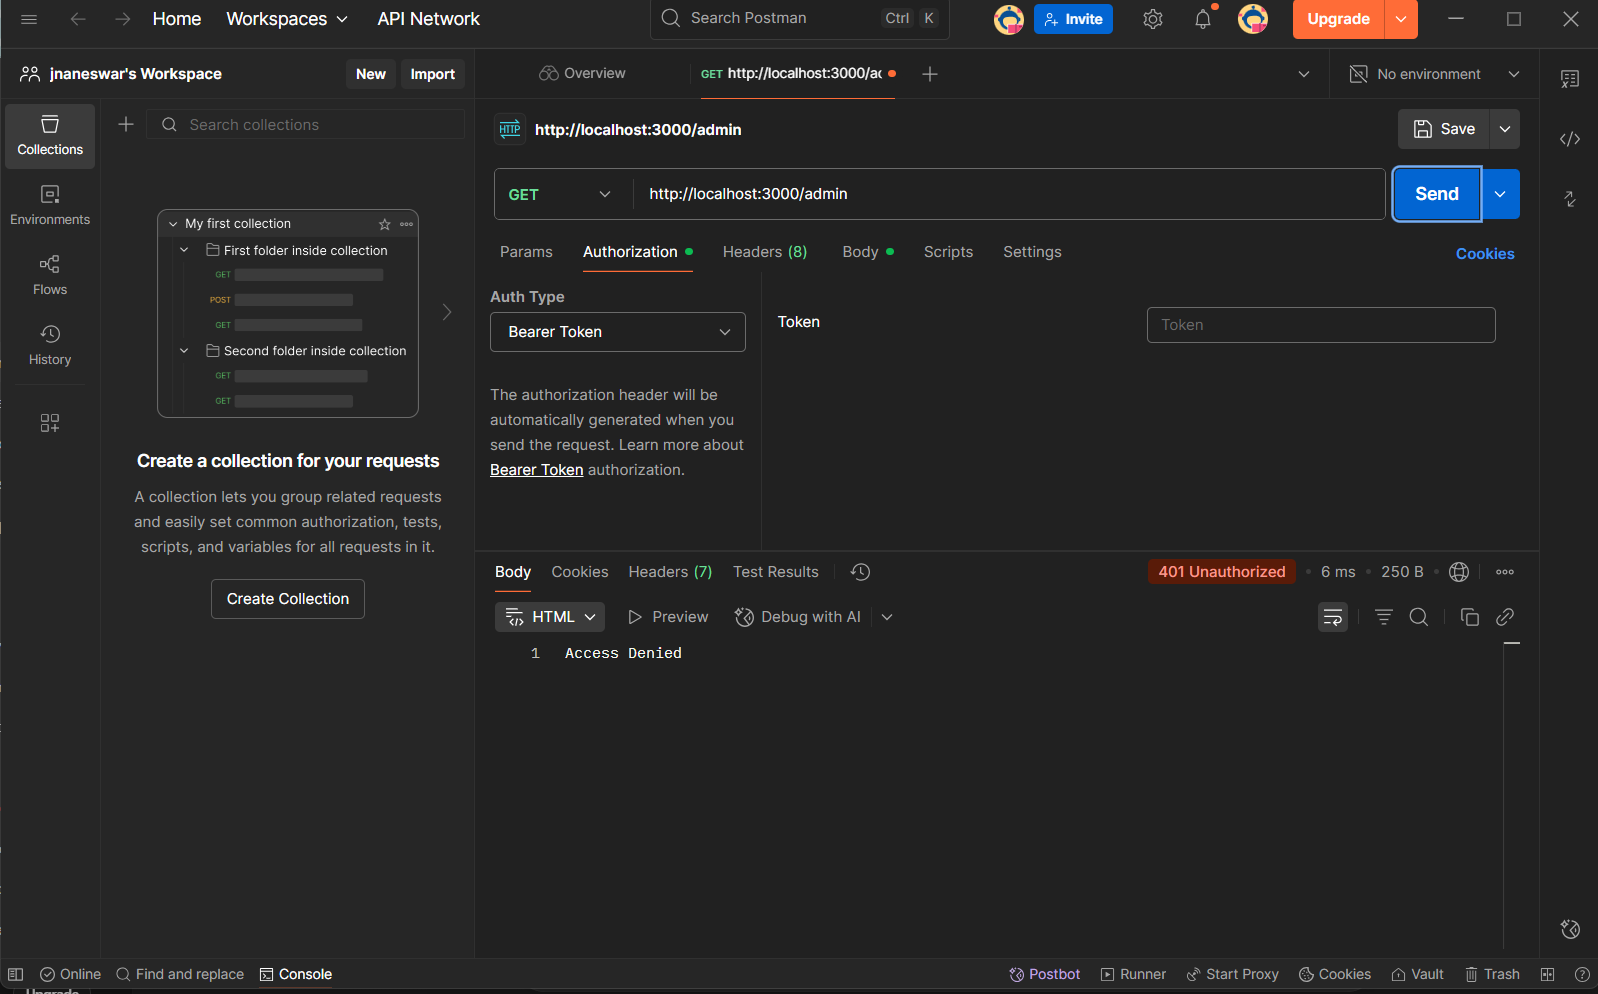 Home Workspaces API Network Search Postman Ctrl K Invite Upgrade
jnaneswar's Workspace New Import Overview GET http://localhost:3000/ac No environment
Collections
Environments
Flows
History
Search collections
My first collection
First folder inside collection
GET
POST
GET
Second folder inside collection
GET
GET
Create a collection for your requests
A collection lets you group related requests
and easily set common authorization, tests,
scripts, and variables for all requests in it.
Create Collection
HTTP http://localhost:3000/admin Save
GET http://localhost:3000/admin Send
Params Authorization Headers (8) Body Scripts Settings Cookies
Auth Type
Bearer Token
The authorization header will be
automatically generated when you
send the request. Learn more about
Bearer Token authorization.
Token Token
Body Cookies Headers (7) Test Results 401 Unauthorized 6 ms 250 B
HTML Preview Debug with AI
1 Access Denied
Online Find and replace Console Postbot Runner Start Proxy Cookies Vault Trash
Upgrade